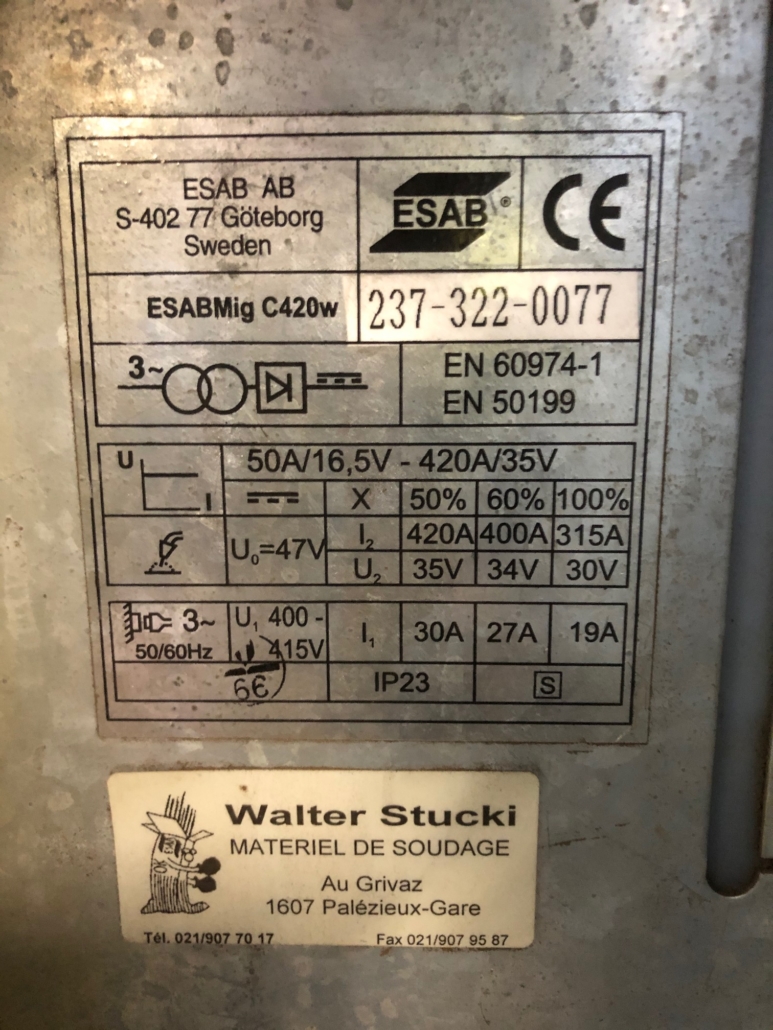 ESAB AB
S-402 77 Göteborg
Sweden
ESAB®
CE
ESABMig C420w
237-322-0077
3~
EN 60974-1
EN 50199
U
I
50A/16,5V - 420A/35V
X 50% 60% 100%
U0=47V
I2 420A 400A 315A
U2 35V 34V 30V
3~
50/60Hz
U1 400 -
415V
I1 30A 27A 19A
IP23
S
Walter Stucki
MATERIEL DE SOUDAGE
Au Grivaz
1607 Palézieux-Gare
Tél. 021/907 70 17 Fax 021/907 95 87